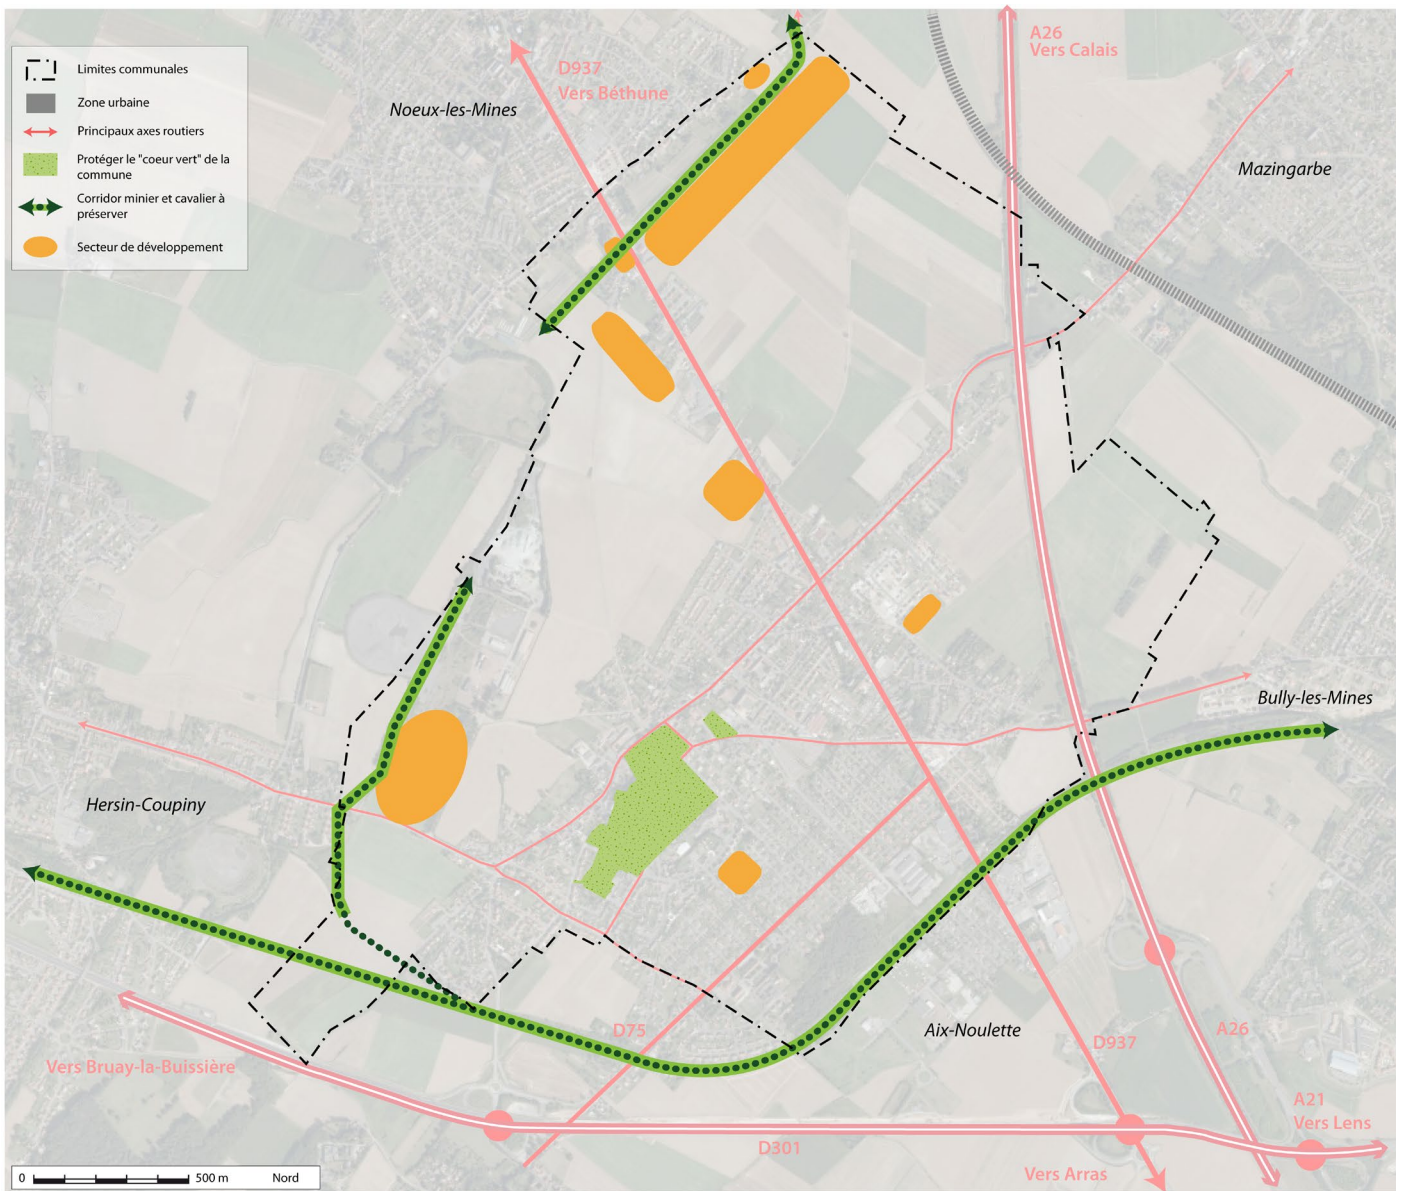 Limites communales
Zone urbaine
Principaux axes routiers
Protéger le "coeur vert" de la
commune
Corridor minier et cavalier à
préserver
Secteur de développement
D937
Vers Béthune
A26
Vers Calais
Noeux-les-Mines
Mazingarbe
Bully-les-Mines
Hersin-Coupiny
Aix-Noulette
D75
D937
A26
Vers Bruay-la-Buissière
A21
Vers Lens
D301
Vers Arras
0 500 m Nord